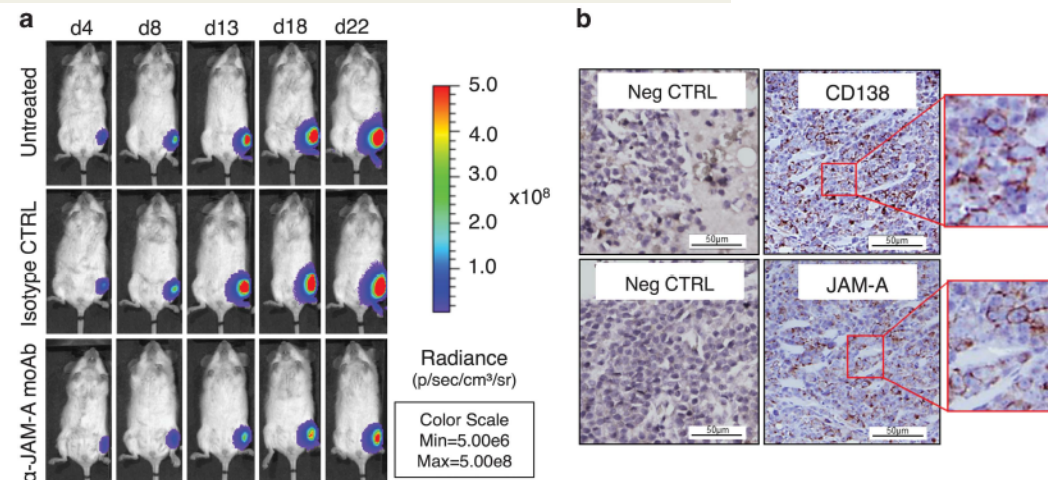 a
d4 d8 d13 d18 d22
Untreated
Isotype CTRL
α-JAM-A moAb
5.0
4.0
3.0
2.0
1.0
x10⁸
Radiance
(p/sec/cm³/sr)
Color Scale
Min=5.00e6
Max=5.00e8
b
Neg CTRL
CD138
50µm
50µm
Neg CTRL
JAM-A
50µm
50µm